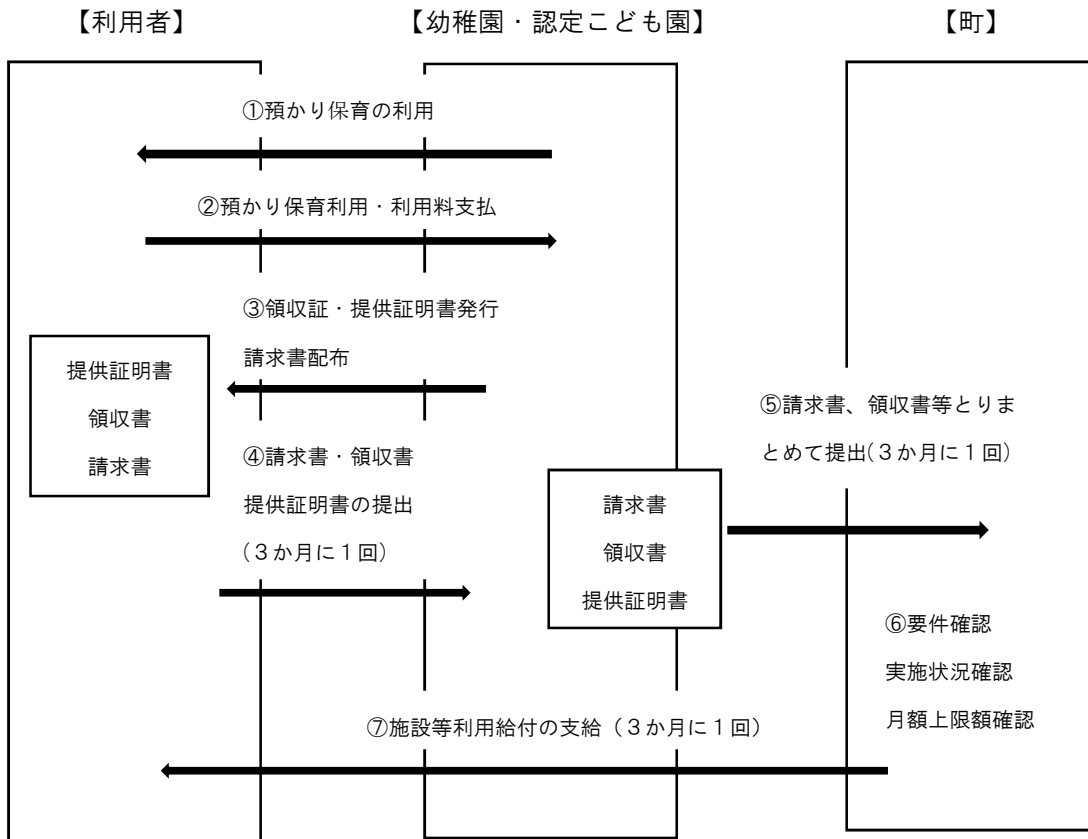 【利用者】
【幼稚園・認定こども園】
【町】
①預かり保育の利用
②預かり保育利用・利用料支払
③領収証・提供証明書発行
請求書配布
提供証明書
領収書
請求書
④請求書・領収書
提供証明書の提出
(３か月に１回)
⑤請求書、領収書等とりま
とめて提出(３か月に１回)
請求書
領収書
提供証明書
⑥要件確認
実施状況確認
月額上限額確認
⑦施設等利用給付の支給（３か月に１回）